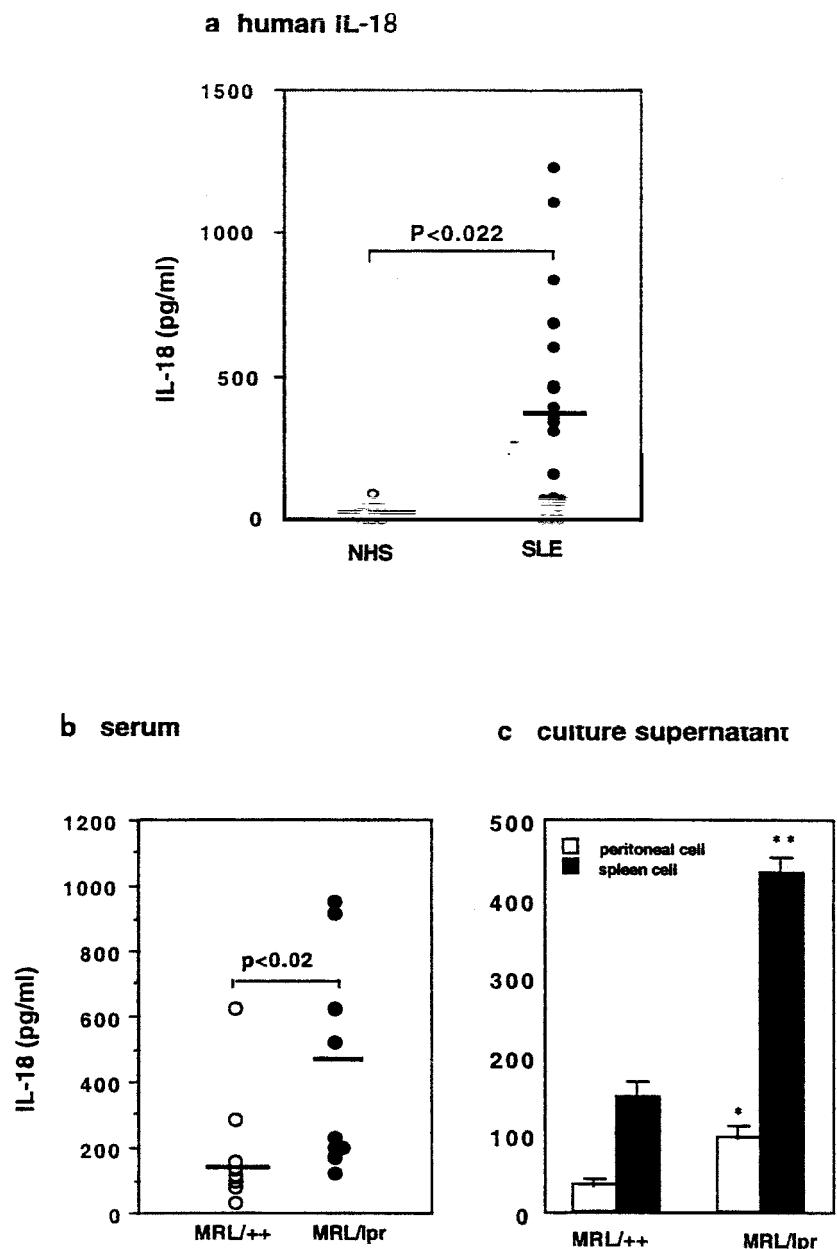 a human IL-18
1500
1000
500
0
IL-18 (pg/ml)
P<0.022
NHS
SLE
b serum
1200
1000
800
600
400
200
0
IL-18 (pg/ml)
p<0.02
MRL/++
MRL/lpr
c culture supernatant
500
400
300
200
100
0
peritoneal cell
spleen cell
*
**
MRL/++
MRL/lpr